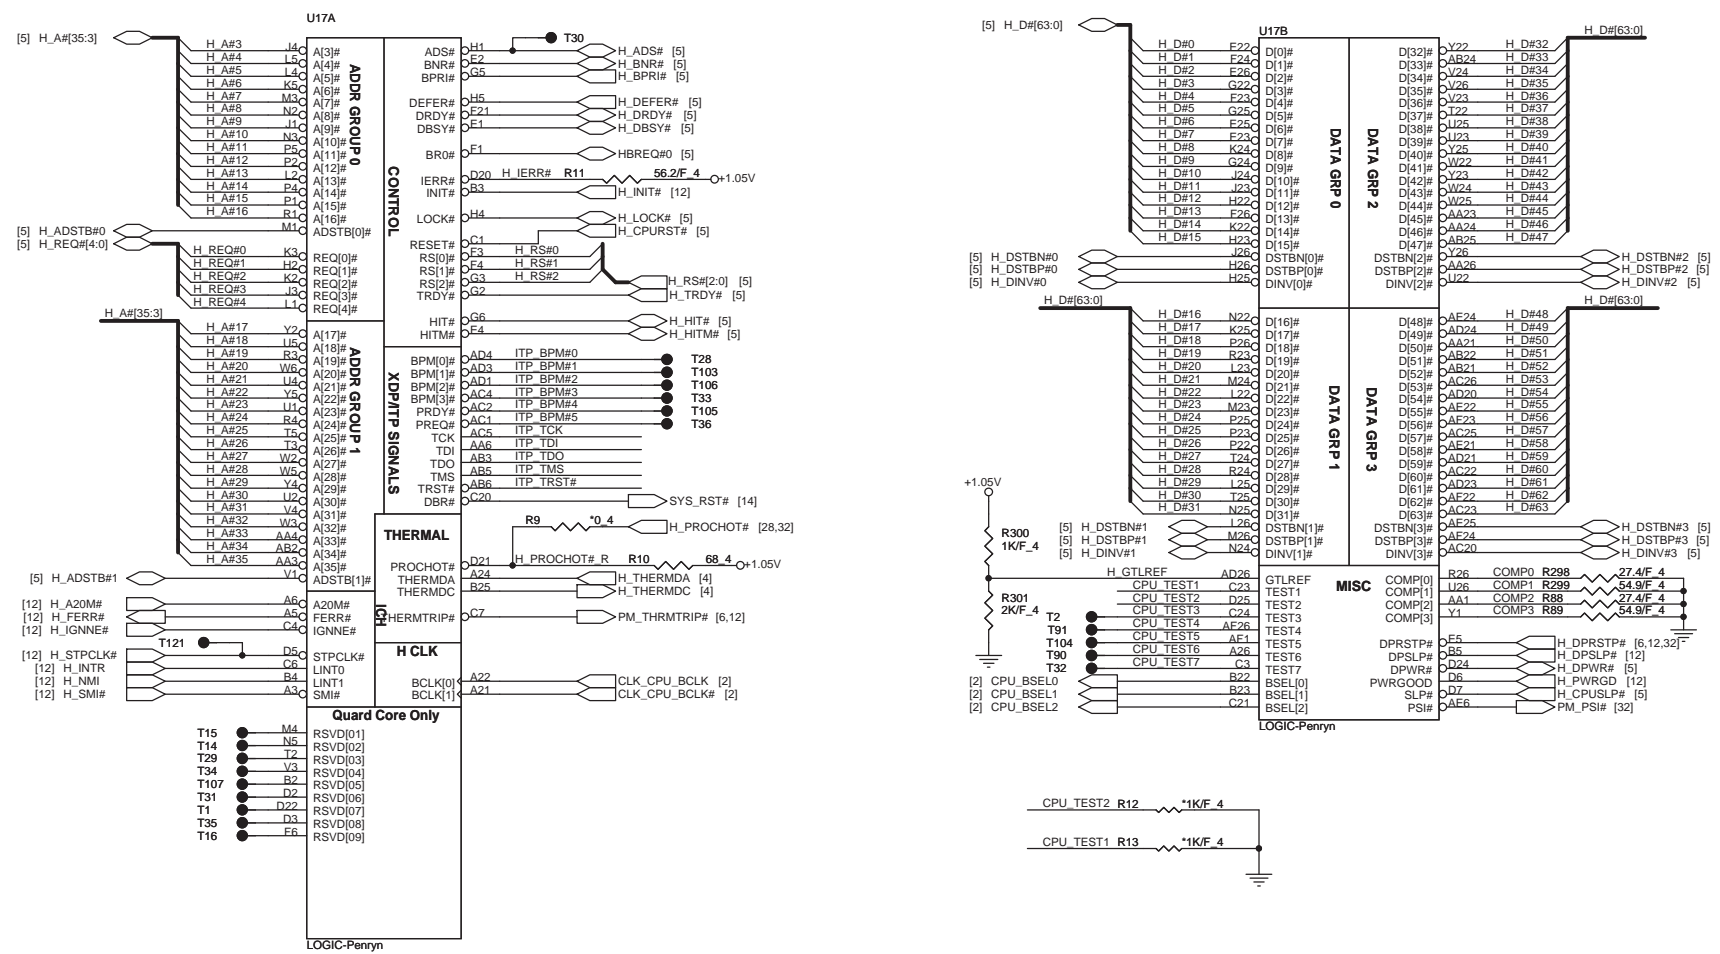 U17A
[5] H_A#[35:3]
H_A#3 J4 A[3]#
H_A#4 L5 A[4]#
H_A#5 L4 A[5]#
H_A#6 K5 A[6]#
H_A#7 M3 A[7]#
H_A#8 N2 A[8]#
H_A#9 J1 A[9]#
H_A#10 N3 A[10]#
H_A#11 P5 A[11]#
H_A#12 P2 A[12]#
H_A#13 L2 A[13]#
H_A#14 P4 A[14]#
H_A#15 P1 A[15]#
H_A#16 R1 A[16]#
[5] H_ADSTB#0 M1 ADSTB[0]#
[5] H_REQ#[4:0]
H_REQ#0 K3 REQ[0]#
H_REQ#1 H2 REQ[1]#
H_REQ#2 K2 REQ[2]#
H_REQ#3 J3 REQ[3]#
H_REQ#4 L1 REQ[4]#
H_A#[35:3]
H_A#17 Y2 A[17]#
H_A#18 U5 A[18]#
H_A#19 R3 A[19]#
H_A#20 W6 A[20]#
H_A#21 U4 A[21]#
H_A#22 Y5 A[22]#
H_A#23 U1 A[23]#
H_A#24 R4 A[24]#
H_A#25 T5 A[25]#
H_A#26 T3 A[26]#
H_A#27 W2 A[27]#
H_A#28 W5 A[28]#
H_A#29 Y4 A[29]#
H_A#30 U2 A[30]#
H_A#31 V4 A[31]#
H_A#32 W3 A[32]#
H_A#33 AA4 A[33]#
H_A#34 AB2 A[34]#
H_A#35 AA3 A[35]#
[5] H_ADSTB#1 V1 ADSTB[1]#
[12] H_A20M# A6 A20M#
[12] H_FERR# A5 FERR#
[12] H_IGNNE# C4 IGNNE#
T121
[12] H_STPCLK# D5 STPCLK#
[12] H_INTR C6 LINT0
[12] H_NMI B4 LINT1
[12] H_SMI# A3 SMI#
T15 M4 RSVD[01]
T14 N5 RSVD[02]
T29 T2 RSVD[03]
T34 V3 RSVD[04]
T107 B2 RSVD[05]
T31 D2 RSVD[06]
T1 D22 RSVD[07]
T35 D3 RSVD[08]
T16 F6 RSVD[09]
ADDR GROUP 0
ADDR GROUP 1
CONTROL
XDP/ITP SIGNALS
THERMAL
ICH
H CLK
Quard Core Only
LOGIC-Penryn
T30
ADS# H1 H_ADS# [5]
BNR# E2 H_BNR# [5]
BPRI# G5 H_BPRI# [5]
DEFER# H5 H_DEFER# [5]
DRDY# F21 H_DRDY# [5]
DBSY# E1 H_DBSY# [5]
BR0# F1 HBREQ#0 [5]
IERR# D20 H_IERR# R11 56.2/F_4 +1.05V
INIT# B3 H_INIT# [12]
LOCK# H4 H_LOCK# [5]
RESET# C1 H_CPURST# [5]
RS[0]# F3 H_RS#0
RS[1]# F4 H_RS#1
RS[2]# G3 H_RS#2 H_RS#[2:0] [5]
TRDY# G2 H_TRDY# [5]
HIT# G6 H_HIT# [5]
HITM# E4 H_HITM# [5]
BPM[0]# AD4 ITP_BPM#0 T28
BPM[1]# AD3 ITP_BPM#1 T103
BPM[2]# AD1 ITP_BPM#2 T106
BPM[3]# AC4 ITP_BPM#3 T33
PRDY# AC2 ITP_BPM#4 T105
PREQ# AC1 ITP_BPM#5 T36
TCK AC5 ITP_TCK
TDI AA6 ITP_TDI
TDO AB3 ITP_TDO
TMS AB5 ITP_TMS
TRST# AB6 ITP_TRST#
DBR# C20 SYS_RST# [14]
R9 *0_4 H_PROCHOT# [28,32]
PROCHOT# D21 H_PROCHOT#_R R10 68_4 +1.05V
THERMDA A24 H_THERMDA [4]
THERMDC B25 H_THERMDC [4]
THERMTRIP# C7 PM_THRMTRIP# [6,12]
BCLK[0] A22 CLK_CPU_BCLK [2]
BCLK[1] A21 CLK_CPU_BCLK# [2]
U17B
[5] H_D#[63:0]
H_D#0 E22 D[0]#
H_D#1 F24 D[1]#
H_D#2 E26 D[2]#
H_D#3 G22 D[3]#
H_D#4 F23 D[4]#
H_D#5 G25 D[5]#
H_D#6 E25 D[6]#
H_D#7 E23 D[7]#
H_D#8 K24 D[8]#
H_D#9 G24 D[9]#
H_D#10 J24 D[10]#
H_D#11 J23 D[11]#
H_D#12 H22 D[12]#
H_D#13 F26 D[13]#
H_D#14 K22 D[14]#
H_D#15 H23 D[15]#
[5] H_DSTBN#0 J26 DSTBN[0]#
[5] H_DSTBP#0 H26 DSTBP[0]#
[5] H_DINV#0 H25 DINV[0]#
H_D#[63:0]
H_D#16 N22 D[16]#
H_D#17 K25 D[17]#
H_D#18 P26 D[18]#
H_D#19 R23 D[19]#
H_D#20 L23 D[20]#
H_D#21 M24 D[21]#
H_D#22 L22 D[22]#
H_D#23 M23 D[23]#
H_D#24 P25 D[24]#
H_D#25 P23 D[25]#
H_D#26 P22 D[26]#
H_D#27 T24 D[27]#
H_D#28 R24 D[28]#
H_D#29 L25 D[29]#
H_D#30 T25 D[30]#
H_D#31 N25 D[31]#
[5] H_DSTBN#1 L26 DSTBN[1]#
[5] H_DSTBP#1 M26 DSTBP[1]#
[5] H_DINV#1 N24 DINV[1]#
+1.05V
R300
1K/F_4
R301
2K/F_4
H_GTLREF AD26 GTLREF
CPU_TEST1 C23 TEST1
CPU_TEST2 D25 TEST2
T2 CPU_TEST3 C24 TEST3
T91 CPU_TEST4 AF26 TEST4
T104 CPU_TEST5 AF1 TEST5
T90 CPU_TEST6 A26 TEST6
T32 CPU_TEST7 C3 TEST7
[2] CPU_BSEL0 B22 BSEL[0]
[2] CPU_BSEL1 B23 BSEL[1]
[2] CPU_BSEL2 C21 BSEL[2]
DATA GRP 0
DATA GRP 2
DATA GRP 1
DATA GRP 3
MISC
LOGIC-Penryn
H_D#[63:0]
D[32]# Y22 H_D#32
D[33]# AB24 H_D#33
D[34]# V24 H_D#34
D[35]# V26 H_D#35
D[36]# V23 H_D#36
D[37]# T22 H_D#37
D[38]# U25 H_D#38
D[39]# U23 H_D#39
D[40]# Y25 H_D#40
D[41]# W22 H_D#41
D[42]# Y23 H_D#42
D[43]# W24 H_D#43
D[44]# W25 H_D#44
D[45]# AA23 H_D#45
D[46]# AA24 H_D#46
D[47]# AB25 H_D#47
DSTBN[2]# Y26 H_DSTBN#2 [5]
DSTBP[2]# AA26 H_DSTBP#2 [5]
DINV[2]# U22 H_DINV#2 [5]
H_D#[63:0]
D[48]# AE24 H_D#48
D[49]# AD24 H_D#49
D[50]# AA21 H_D#50
D[51]# AB22 H_D#51
D[52]# AB21 H_D#52
D[53]# AC26 H_D#53
D[54]# AD20 H_D#54
D[55]# AE22 H_D#55
D[56]# AF23 H_D#56
D[57]# AC25 H_D#57
D[58]# AE21 H_D#58
D[59]# AD21 H_D#59
D[60]# AC22 H_D#60
D[61]# AD23 H_D#61
D[62]# AF22 H_D#62
D[63]# AC23 H_D#63
DSTBN[3]# AE25 H_DSTBN#3 [5]
DSTBP[3]# AF24 H_DSTBP#3 [5]
DINV[3]# AC20 H_DINV#3 [5]
COMP[0] R26 COMP0 R298 27.4/F_4
COMP[1] U26 COMP1 R299 54.9/F_4
COMP[2] AA1 COMP2 R88 27.4/F_4
COMP[3] Y1 COMP3 R89 54.9/F_4
DPRSTP# E5 H_DPRSTP# [6,12,32]
DPSLP# B5 H_DPSLP# [12]
DPWR# D24 H_DPWR# [5]
PWRGOOD D6 H_PWRGD [12]
SLP# D7 H_CPUSLP# [5]
PSI# AE6 PM_PSI# [32]
CPU_TEST2 R12 *1K/F_4
CPU_TEST1 R13 *1K/F_4